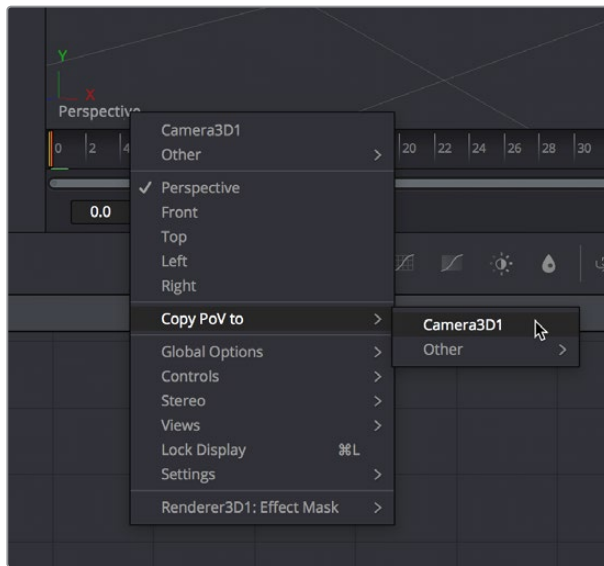 Y
X
Perspective
0 2 4 20 22 24 26 28 30
0.0
Camera3D1
Other
Perspective
Front
Top
Left
Right
Copy PoV to
Camera3D1
Other
Global Options
Controls
Stereo
Views
Lock Display ⌘L
Settings
Renderer3D1: Effect Mask